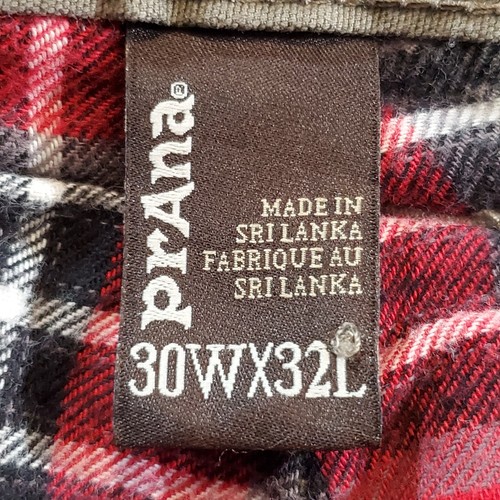 prAna®
MADE IN
SRI LANKA
FABRIQUE AU
SRI LANKA
30WX32L